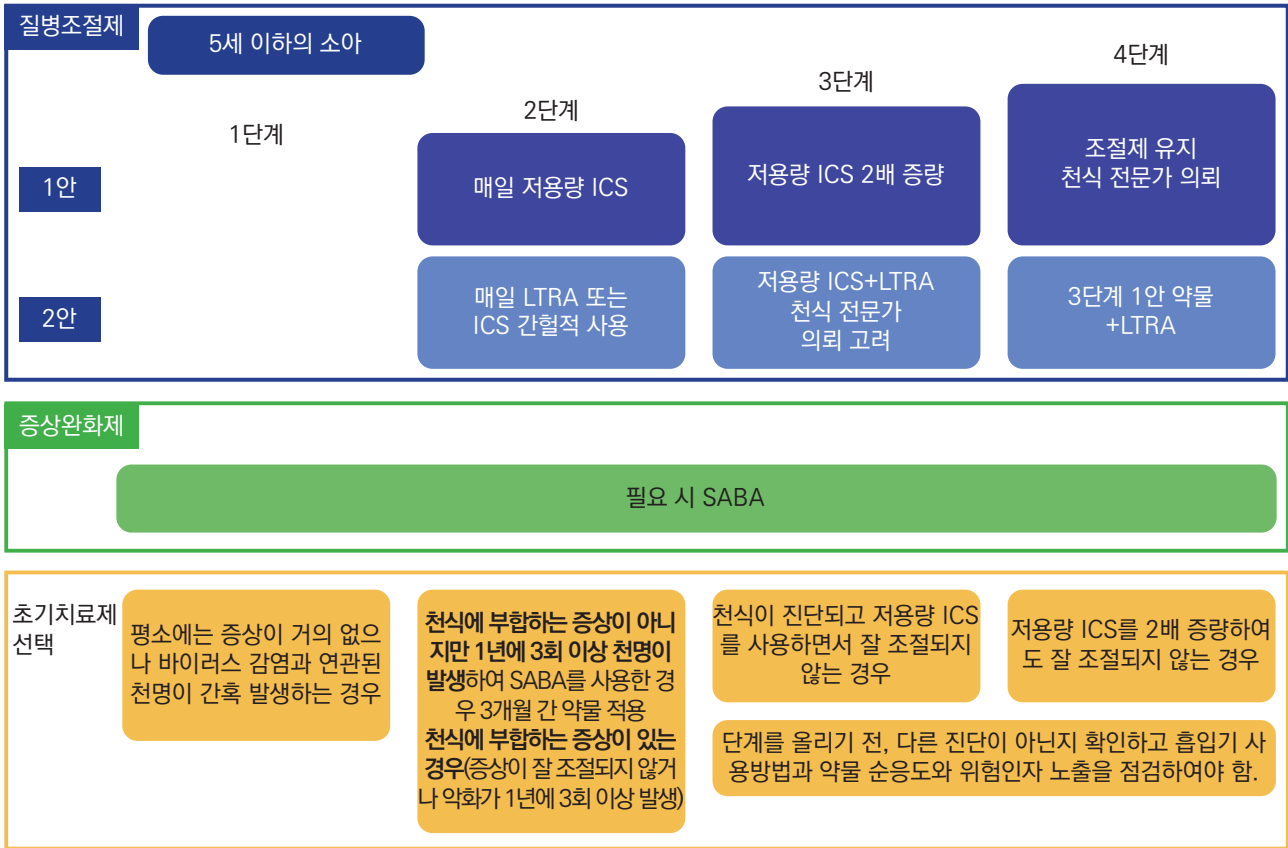 질병조절제
5세 이하의 소아
1단계
2단계
3단계
4단계
1안
매일 저용량 ICS
저용량 ICS 2배 증량
조절제 유지
천식 전문가 의뢰
2안
매일 LTRA 또는
ICS 간헐적 사용
저용량 ICS+LTRA
천식 전문가
의뢰 고려
3단계 1안 약물
+LTRA
증상완화제
필요 시 SABA
초기치료제
선택
평소에는 증상이 거의 없으
나 바이러스 감염과 연관된
천명이 간혹 발생하는 경우
천식에 부합하는 증상이 아니
지만 1년에 3회 이상 천명이
발생하여 SABA를 사용한 경
우 3개월 간 약물 적용
천식에 부합하는 증상이 있는
경우(증상이 잘 조절되지 않거
나 악화가 1년에 3회 이상 발생)
천식이 진단되고 저용량 ICS
를 사용하면서 잘 조절되지
않는 경우
저용량 ICS를 2배 증량하여
도 잘 조절되지 않는 경우
단계를 올리기 전, 다른 진단이 아닌지 확인하고 흡입기 사
용방법과 약물 순응도와 위험인자 노출을 점검하여야 함.